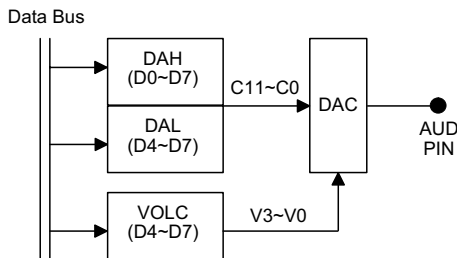 Data Bus
DAH
(D0~D7)
C11~C0
DAC
DAL
(D4~D7)
AUD
PIN
VOLC
(D4~D7)
V3~V0